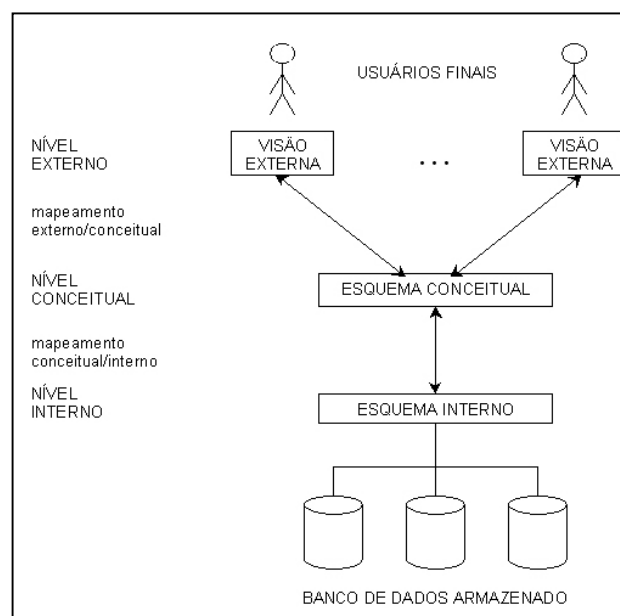 USUÁRIOS FINAIS
NÍVEL
EXTERNO
VISÃO
EXTERNA
...
VISÃO
EXTERNA
mapeamento
externo/conceitual
NÍVEL
CONCEITUAL
ESQUEMA CONCEITUAL
mapeamento
conceitual/interno
NÍVEL
INTERNO
ESQUEMA INTERNO
BANCO DE DADOS ARMAZENADO